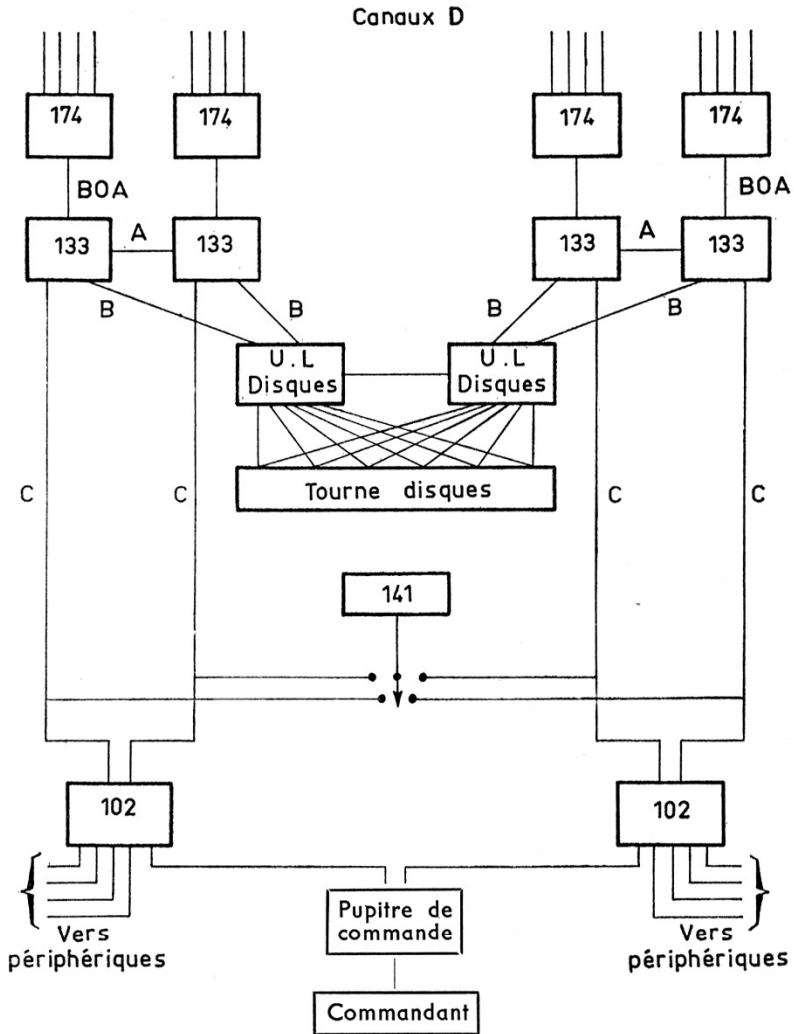 Canaux D
174
174
174
174
BOA
BOA
133
A
133
133
A
133
B
B
B
B
U.L
Disques
U.L
Disques
C
C
Tourne disques
C
C
141
102
102
Vers
périphériques
Pupitre de
commande
Vers
périphériques
Commandant